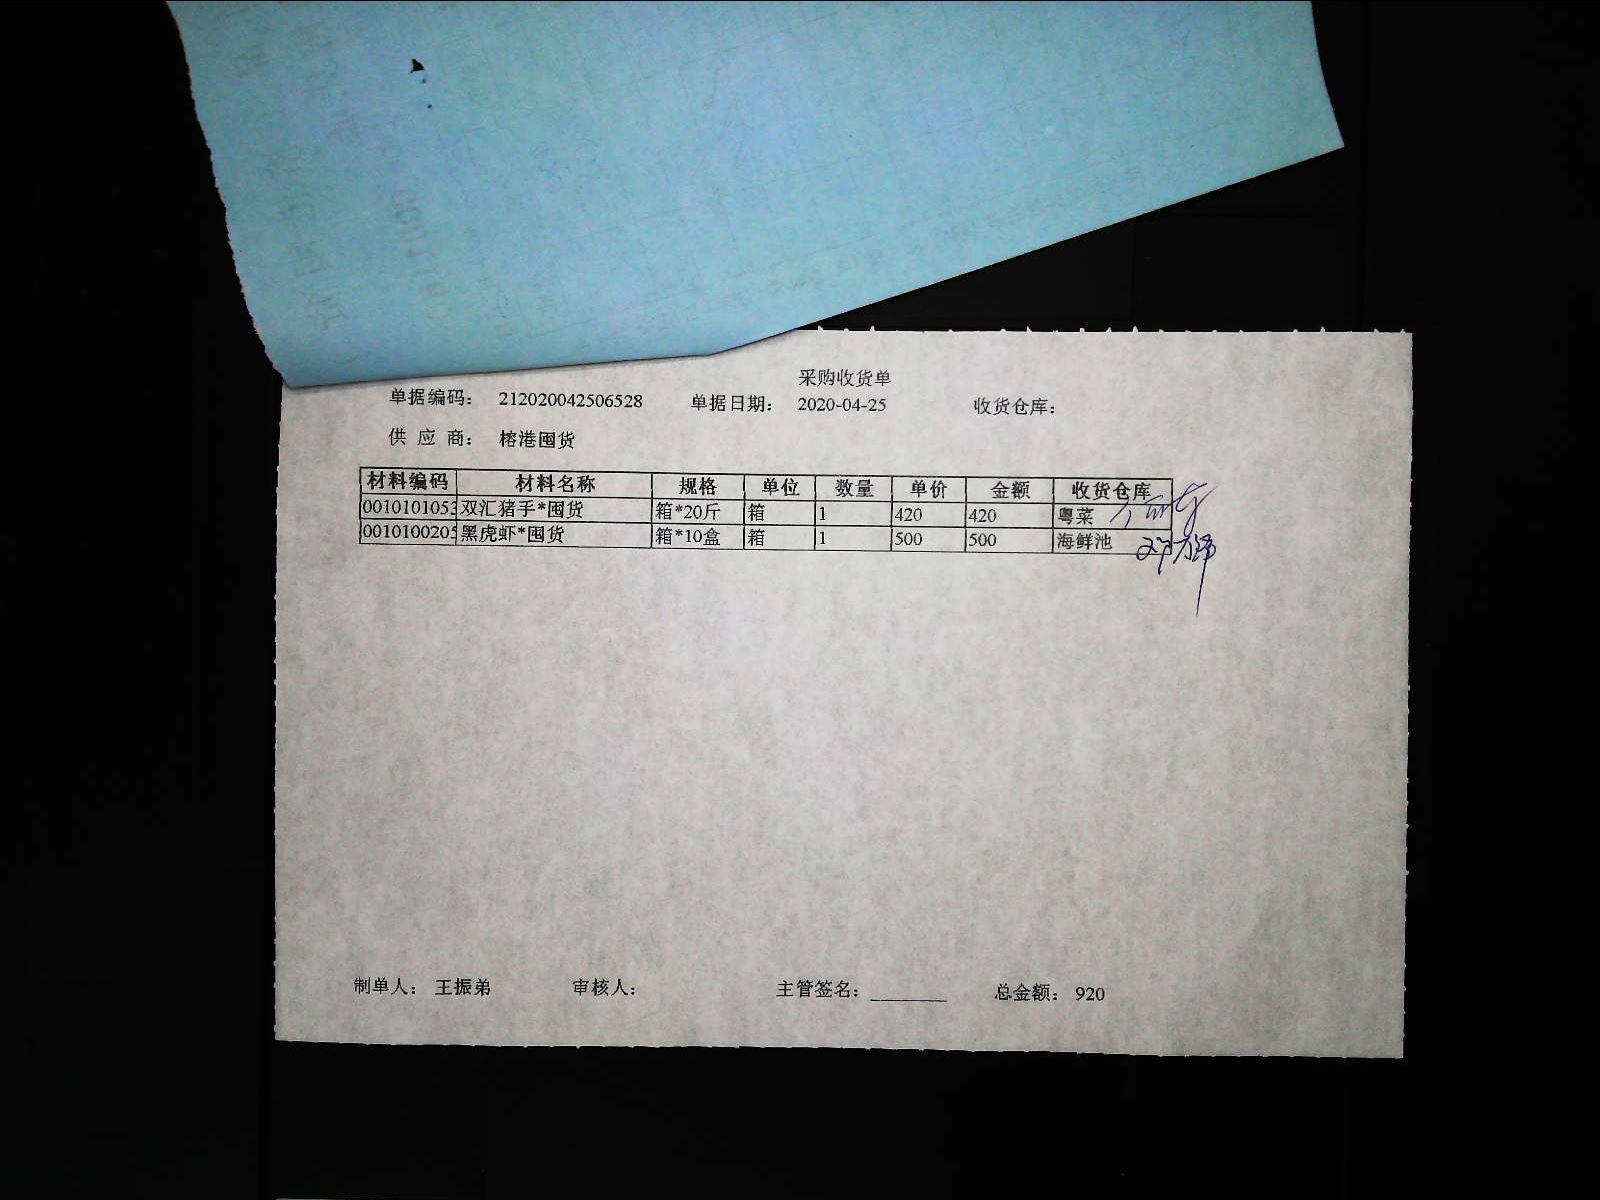 采购收货单
单据编码： 212020042506528 单据日期： 2020-04-25 收货仓库：
供 应 商： 榕港囤货
材料编码 材料名称 规格 单位 数量 单价 金额 收货仓库
0010101053 双汇猪手*囤货 箱*20斤 箱 1 420 420 粤菜
0010100205 黑虎虾*囤货 箱*10盒 箱 1 500 500 海鲜池
制单人： 王振弟 审核人： 主管签名： ________ 总金额： 920